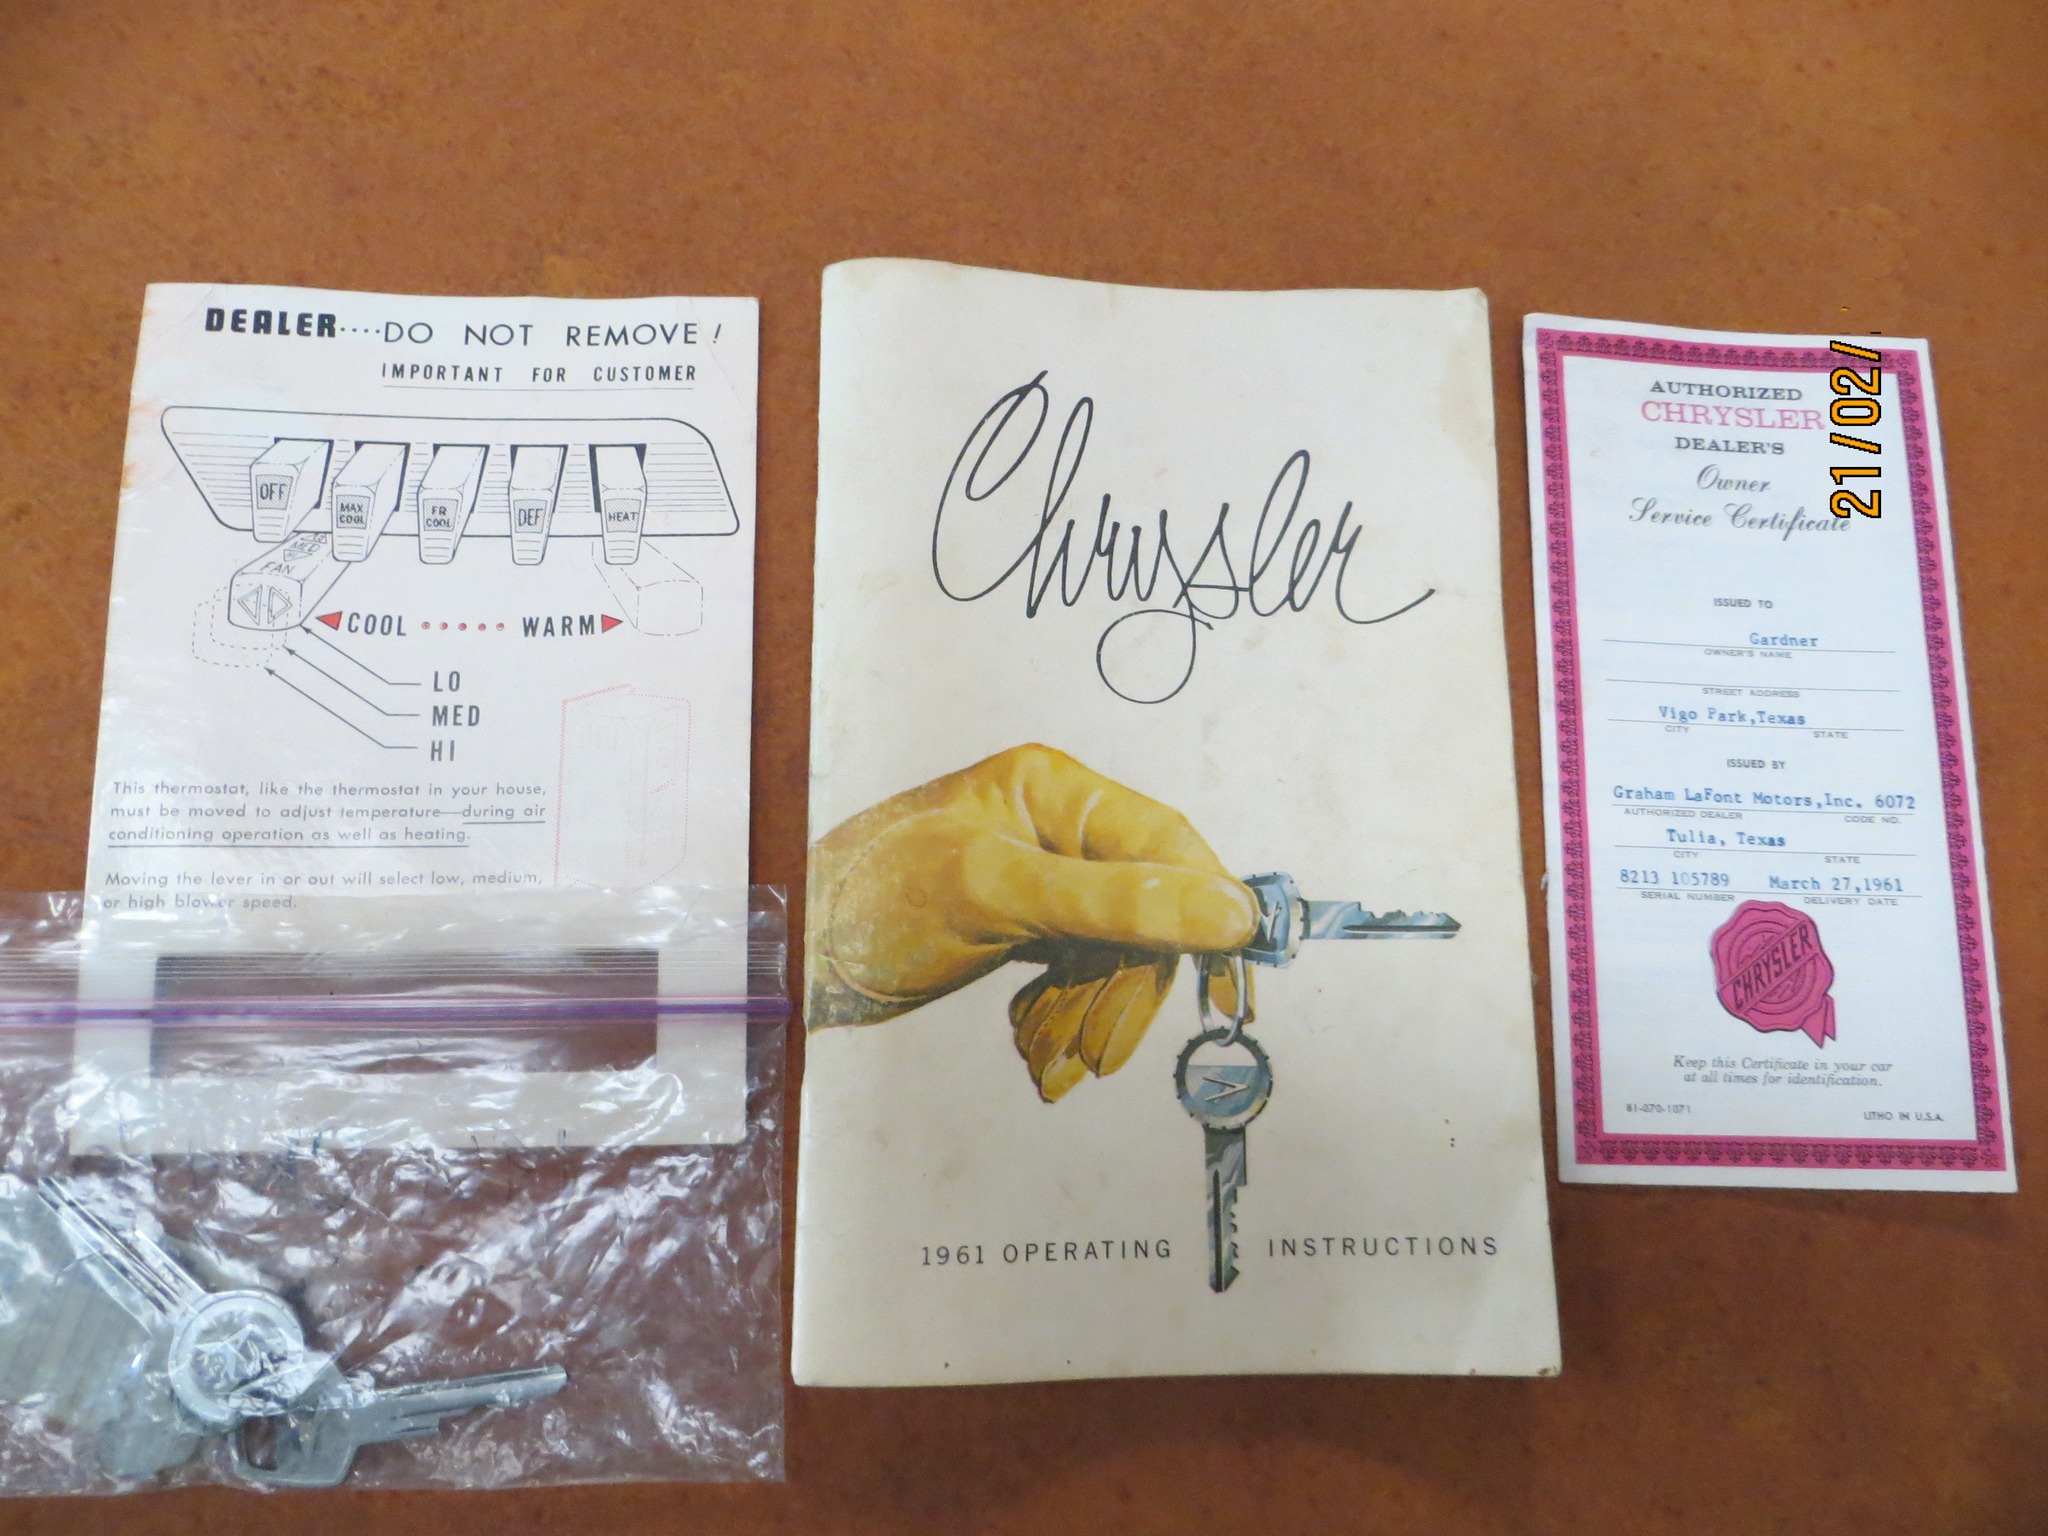 DEALER....DO NOT REMOVE!
IMPORTANT FOR CUSTOMER
OFF
MAX COOL
FR COOL
DEF
HEAT
MED
HI
FAN
COOL ..... WARM
LO
MED
HI
This thermostat, like the thermostat in your house,
must be moved to adjust temperature—during air
conditioning operation as well as heating.
Moving the lever in or out will select low, medium,
or high blower speed.
Chrysler
1961 OPERATING INSTRUCTIONS
AUTHORIZED
CHRYSLER
DEALER'S
Owner
Service Certificate
ISSUED TO
Gardner
OWNER'S NAME
STREET ADDRESS
Vigo Park,Texas
CITY STATE
ISSUED BY
Graham LaFont Motors,Inc. 6072
AUTHORIZED DEALER CODE NO.
Tulia, Texas
CITY STATE
8213 105789 March 27,1961
SERIAL NUMBER DELIVERY DATE
CHRYSLER
Keep this Certificate in your car
at all times for identification.
81-070-1071 LITHO IN U.S.A.
21/02/